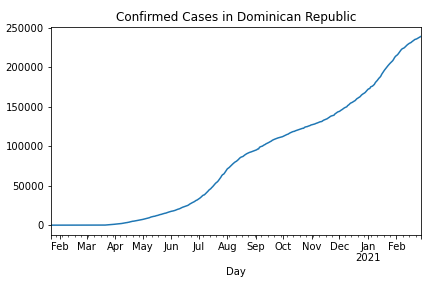 Confirmed Cases in Dominican Republic
250000
200000
150000
100000
50000
0
Feb Mar Apr May Jun Jul Aug Sep Oct Nov Dec Jan Feb
2021
Day